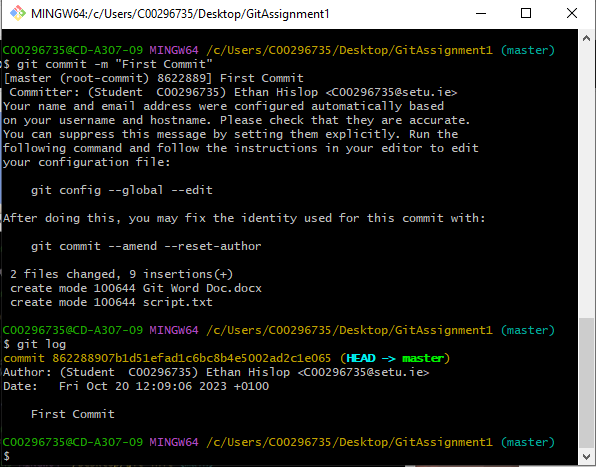 MINGW64:/c/Users/C00296735/Desktop/GitAssignment1
C00296735@CD-A307-09 MINGW64 /c/Users/C00296735/Desktop/GitAssignment1 (master)
$ git commit -m "First Commit"
[master (root-commit) 8622889] First Commit
 Committer: (Student  C00296735) Ethan Hislop <C00296735@setu.ie>
Your name and email address were configured automatically based
on your username and hostname. Please check that they are accurate.
You can suppress this message by setting them explicitly. Run the
following command and follow the instructions in your editor to edit
your configuration file:
    git config --global --edit
After doing this, you may fix the identity used for this commit with:
    git commit --amend --reset-author
 2 files changed, 9 insertions(+)
 create mode 100644 Git Word Doc.docx
 create mode 100644 script.txt
C00296735@CD-A307-09 MINGW64 /c/Users/C00296735/Desktop/GitAssignment1 (master)
$ git log
commit 862288907b1d51efad1c6bc8b4e5002ad2c1e065 (HEAD -> master)
Author: (Student  C00296735) Ethan Hislop <C00296735@setu.ie>
Date:   Fri Oct 20 12:09:06 2023 +0100
    First Commit
C00296735@CD-A307-09 MINGW64 /c/Users/C00296735/Desktop/GitAssignment1 (master)
$